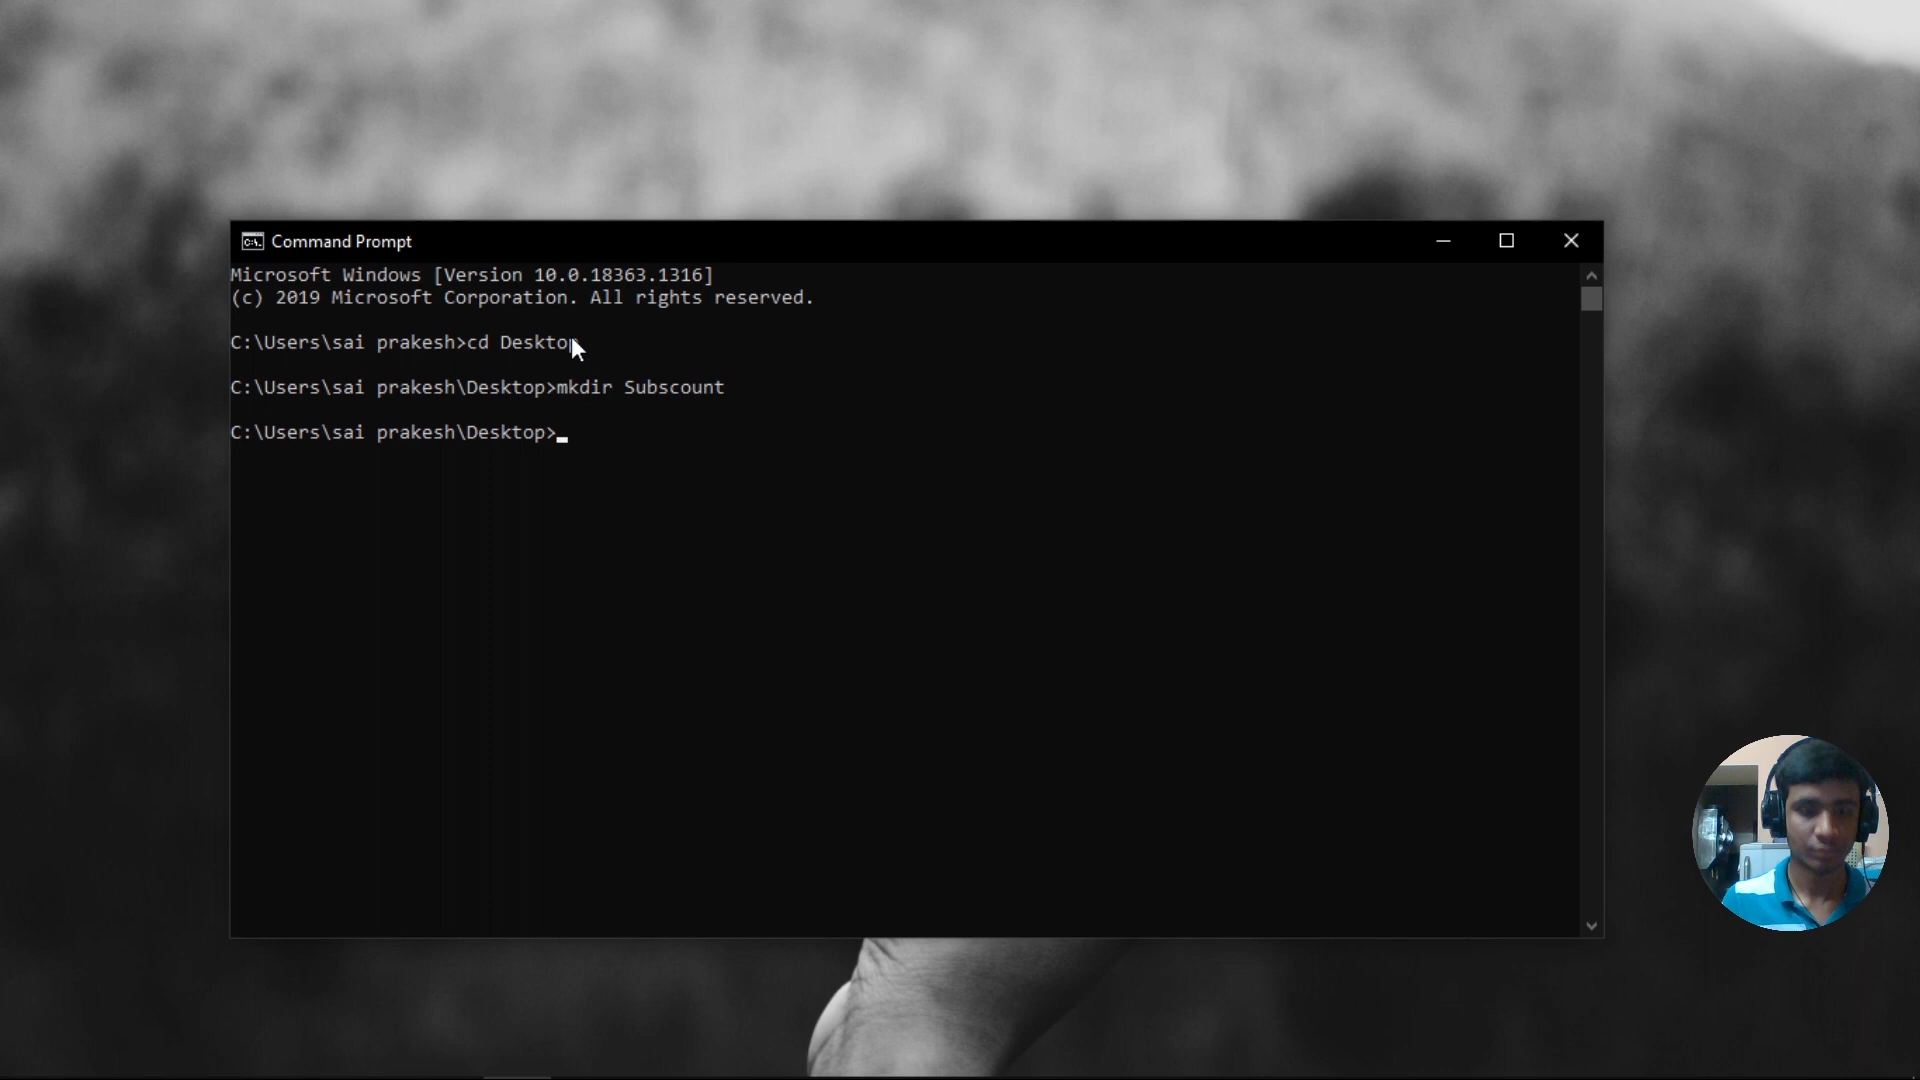 Command Prompt
Microsoft Windows [Version 10.0.18363.1316]
(c) 2019 Microsoft Corporation. All rights reserved.
C:\Users\sai prakesh>cd Desktop
C:\Users\sai prakesh\Desktop>mkdir Subscount
C:\Users\sai prakesh\Desktop>